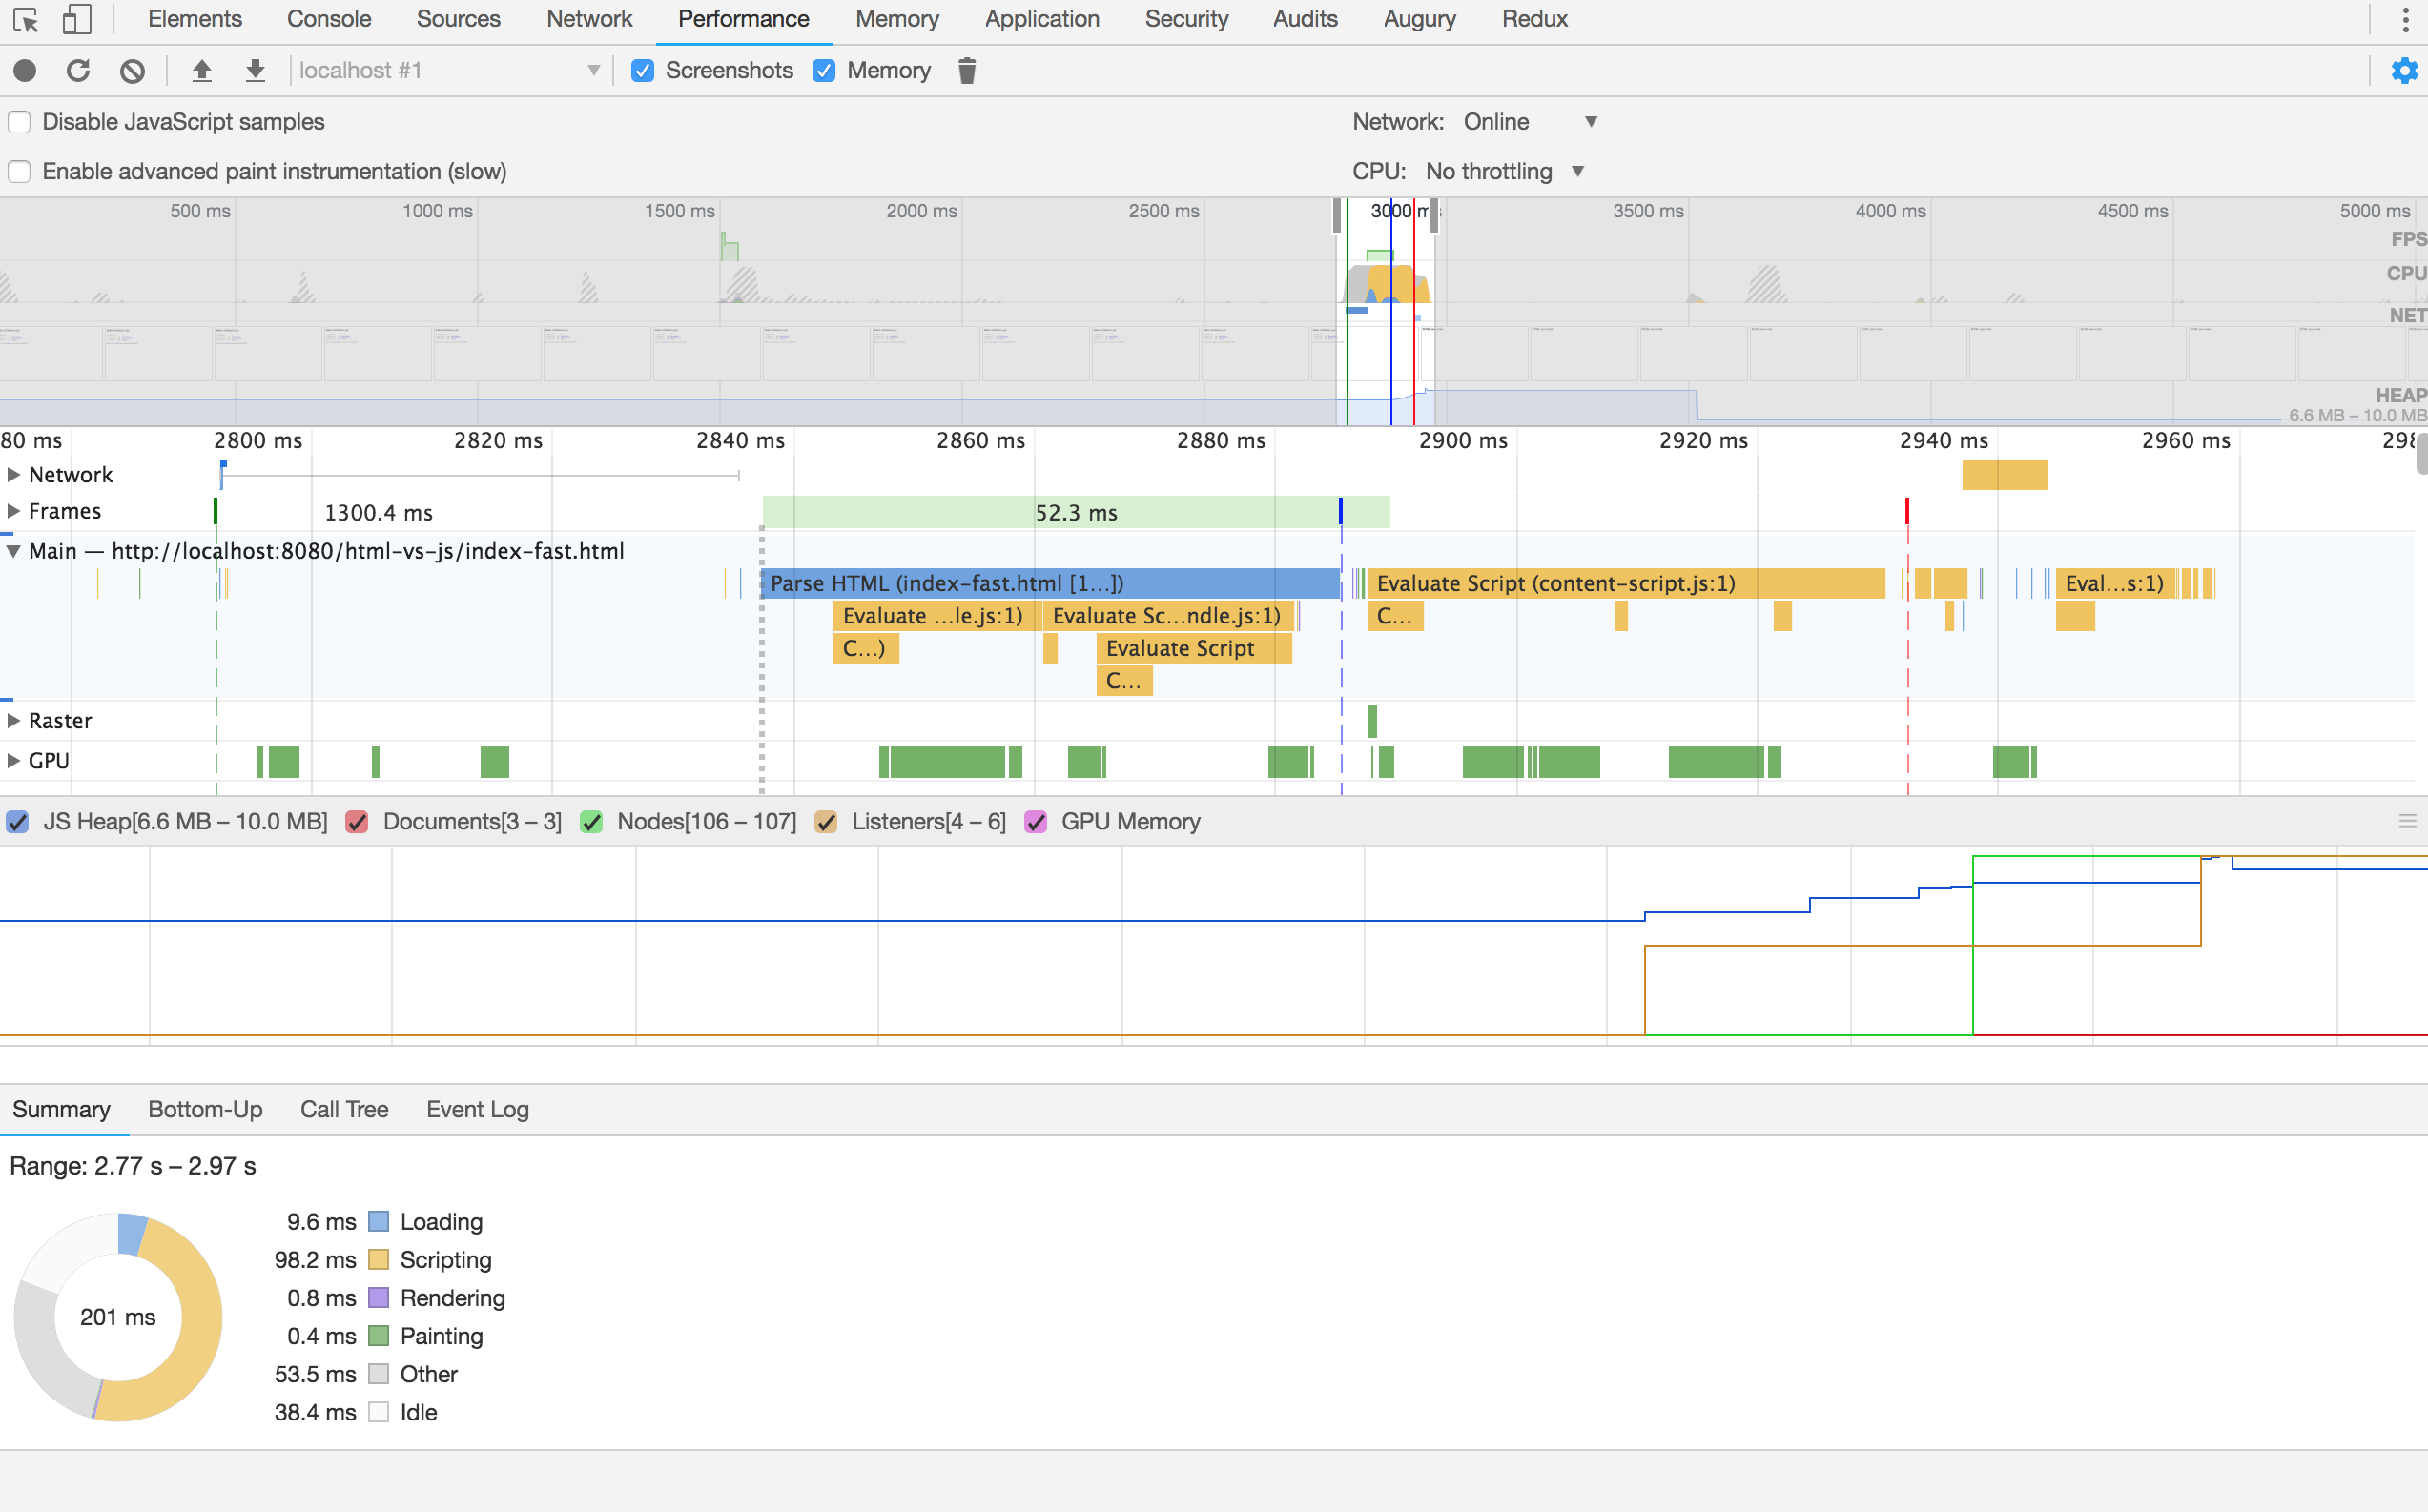 Elements Console Sources Network Performance Memory Application Security Audits Augury Redux
localhost #1 Screenshots Memory
Disable JavaScript samples Network: Online
Enable advanced paint instrumentation (slow) CPU: No throttling
500 ms 1000 ms 1500 ms 2000 ms 2500 ms 3000 m 3500 ms 4000 ms 4500 ms 5000 ms
FPS
CPU
NET
HEAP
6.6 MB – 10.0 MB
80 ms 2800 ms 2820 ms 2840 ms 2860 ms 2880 ms 2900 ms 2920 ms 2940 ms 2960 ms 298
Network
Frames 1300.4 ms 52.3 ms
Main — http://localhost:8080/html-vs-js/index-fast.html
Parse HTML (index-fast.html [1…]) Evaluate Script (content-script.js:1) Eval…s:1)
Evaluate …le.js:1) Evaluate Sc…ndle.js:1) C…
C…) Evaluate Script
C…
Raster
GPU
JS Heap[6.6 MB – 10.0 MB] Documents[3 – 3] Nodes[106 – 107] Listeners[4 – 6] GPU Memory
Summary Bottom-Up Call Tree Event Log
Range: 2.77 s – 2.97 s
9.6 ms Loading
98.2 ms Scripting
0.8 ms Rendering
201 ms
0.4 ms Painting
53.5 ms Other
38.4 ms Idle